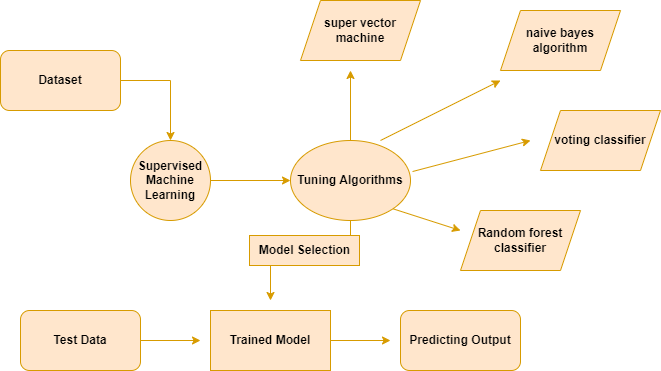 super vector
machine
naive bayes
algorithm
Dataset
voting classifier
Supervised
Machine
Learning
Tuning Algorithms
Random forest
classifier
Model Selection
Test Data
Trained Model
Predicting Output